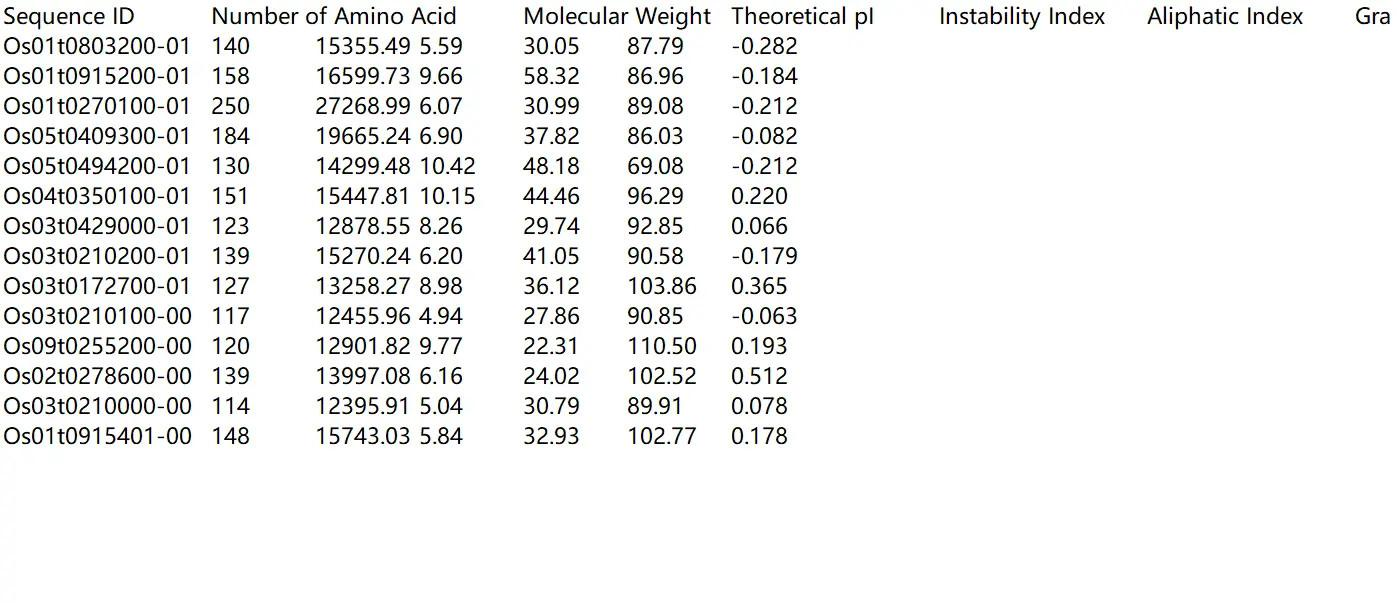 Sequence ID Number of Amino Acid Molecular Weight Theoretical pI Instability Index Aliphatic Index Gra
Os01t0803200-01 140 15355.49 5.59 30.05 87.79 -0.282
Os01t0915200-01 158 16599.73 9.66 58.32 86.96 -0.184
Os01t0270100-01 250 27268.99 6.07 30.99 89.08 -0.212
Os05t0409300-01 184 19665.24 6.90 37.82 86.03 -0.082
Os05t0494200-01 130 14299.48 10.42 48.18 69.08 -0.212
Os04t0350100-01 151 15447.81 10.15 44.46 96.29 0.220
Os03t0429000-01 123 12878.55 8.26 29.74 92.85 0.066
Os03t0210200-01 139 15270.24 6.20 41.05 90.58 -0.179
Os03t0172700-01 127 13258.27 8.98 36.12 103.86 0.365
Os03t0210100-00 117 12455.96 4.94 27.86 90.85 -0.063
Os09t0255200-00 120 12901.82 9.77 22.31 110.50 0.193
Os02t0278600-00 139 13997.08 6.16 24.02 102.52 0.512
Os03t0210000-00 114 12395.91 5.04 30.79 89.91 0.078
Os01t0915401-00 148 15743.03 5.84 32.93 102.77 0.178